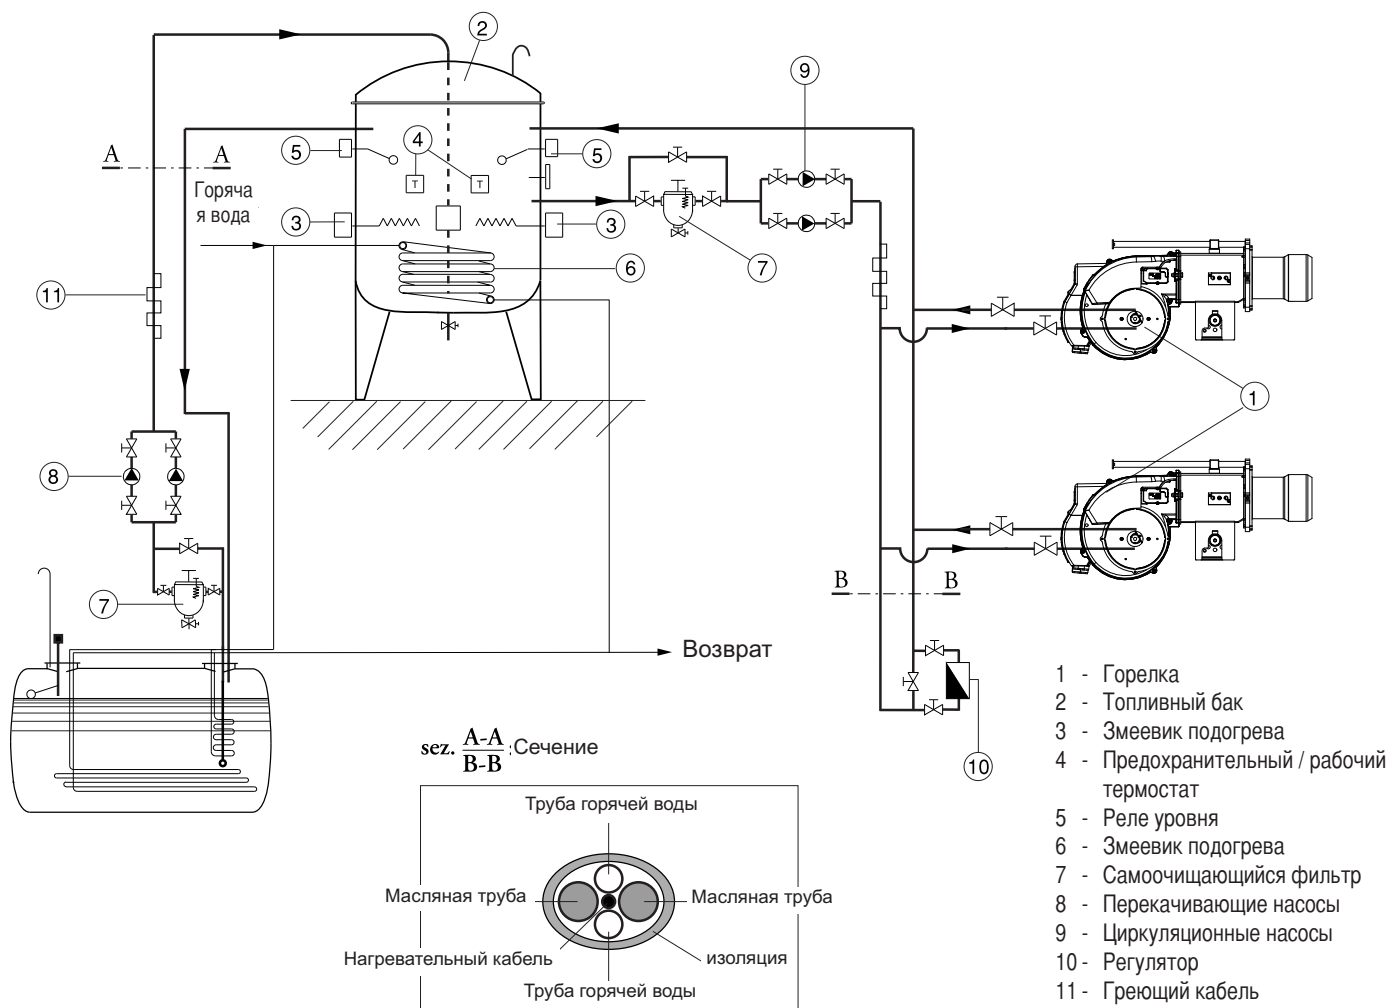 2
9
A A
5
4
5
T T
Горяча
я вода
3
3
7
6
11
1
8
7
B B
Возврат
10
sez. A-A
B-B
:Сечение
Труба горячей воды
Масляная труба
Масляная труба
Нагревательный кабель
изоляция
Труба горячей воды
1 - Горелка
2 - Топливный бак
3 - Змеевик подогрева
4 - Предохранительный / рабочий
термостат
5 - Реле уровня
6 - Змеевик подогрева
7 - Самоочищающийся фильтр
8 - Перекачивающие насосы
9 - Циркуляционные насосы
10 - Регулятор
11 - Греющий кабель